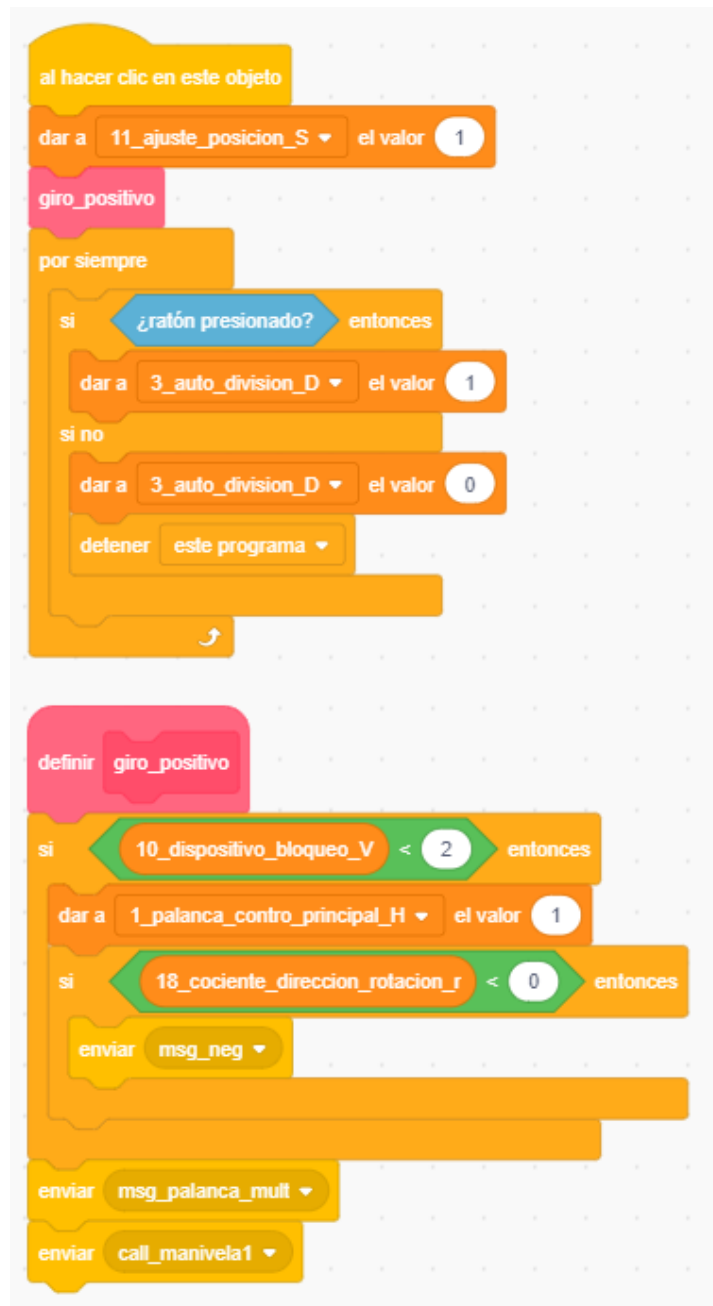 al hacer clic en este objeto
dar a 11_ajuste_posicion_S el valor 1
giro_positivo
por siempre
si ¿ratón presionado? entonces
dar a 3_auto_division_D el valor 1
si no
dar a 3_auto_division_D el valor 0
detener este programa
definir giro_positivo
si 10_dispositivo_bloqueo_V < 2 entonces
dar a 1_palanca_contro_principal_H el valor 1
si 18_cociente_direccion_rotacion_r < 0 entonces
enviar msg_neg
enviar msg_palanca_mult
enviar call_manivela1